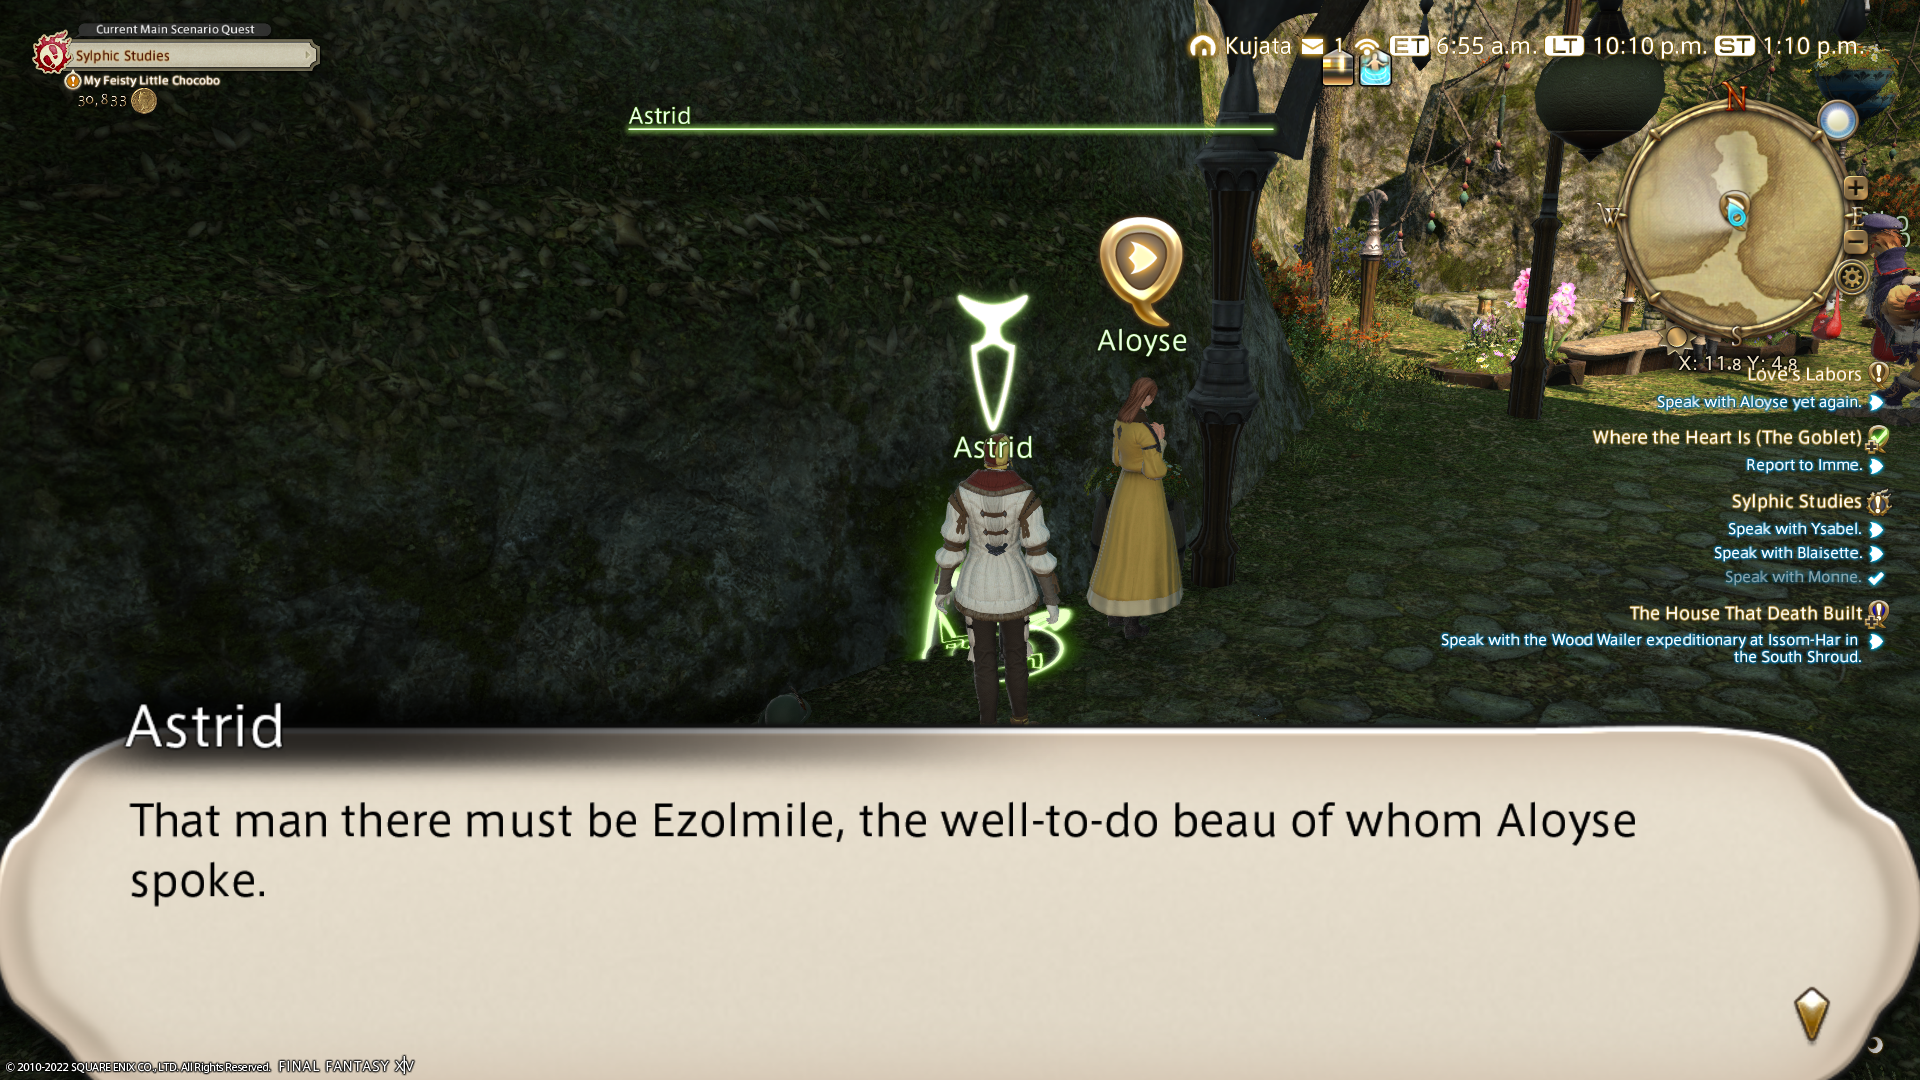 Current Main Scenario Quest
Sylphic Studies
My Feisty Little Chocobo
30,833
Kujata 1 ET 6:55 a.m. LT 10:10 p.m. ST 1:10 p.m.
Astrid
N
W
E
S
X: 11.8 Y: 4.8
Aloyse
Astrid
Love's Labors
Speak with Aloyse yet again.
Where the Heart Is (The Goblet)
Report to Imme.
Sylphic Studies
Speak with Ysabel.
Speak with Blaisette.
Speak with Monne.
The House That Death Built
Speak with the Wood Wailer expeditionary at Issom-Har in
the South Shroud.
Astrid
That man there must be Ezolmile, the well-to-do beau of whom Aloyse
spoke.
© 2010-2022 SQUARE ENIX CO., LTD. All Rights Reserved. FINAL FANTASY XIV